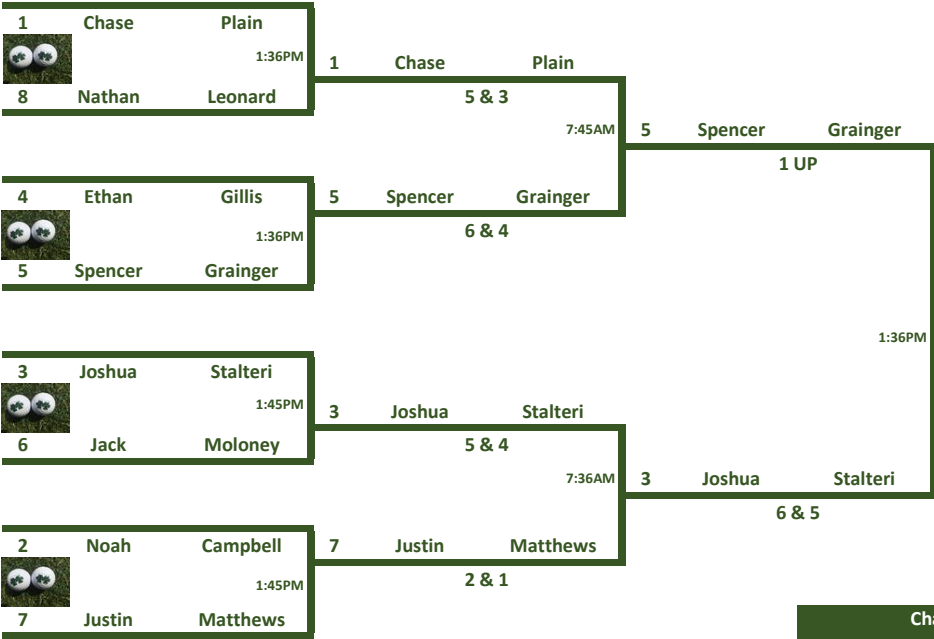 1 Chase Plain
1:36PM
8 Nathan Leonard
1 Chase Plain
5 & 3
7:45AM
5 Spencer Grainger
1 UP
4 Ethan Gillis
1:36PM
5 Spencer Grainger
5 Spencer Grainger
6 & 4
1:36PM
3 Joshua Stalteri
1:45PM
6 Jack Moloney
3 Joshua Stalteri
5 & 4
7:36AM
3 Joshua Stalteri
6 & 5
2 Noah Campbell
1:45PM
7 Justin Matthews
7 Justin Matthews
2 & 1
Cha